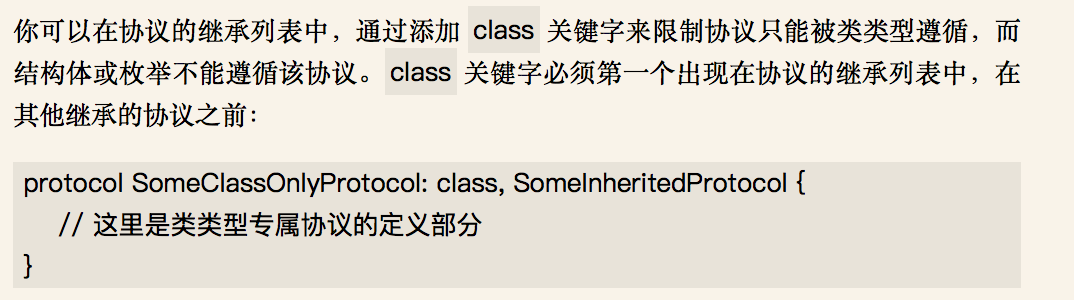 你可以在协议的继承列表中，通过添加 class 关键字来限制协议只能被类类型遵循，而
结构体或枚举不能遵循该协议。class 关键字必须第一个出现在协议的继承列表中，在
其他继承的协议之前：
protocol SomeClassOnlyProtocol: class, SomeInheritedProtocol {
// 这里是类类型专属协议的定义部分
}